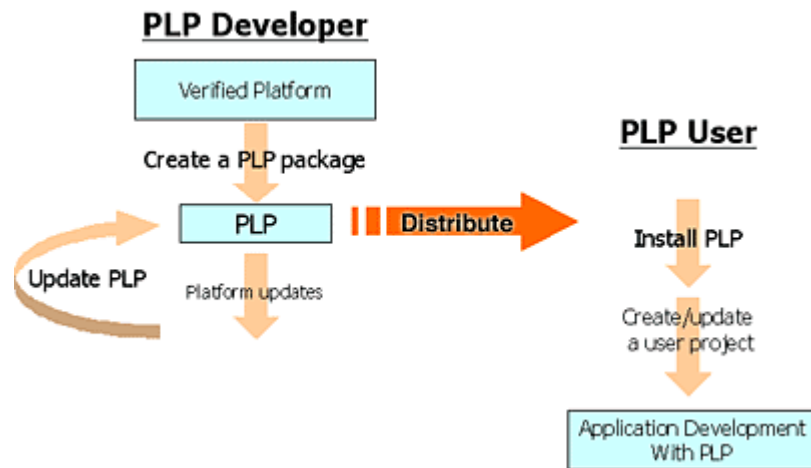 PLP Developer
Verified Platform
Create a PLP package
PLP
Update PLP
Platform updates
Distribute
PLP User
Install PLP
Create/update
a user project
Application Development
With PLP